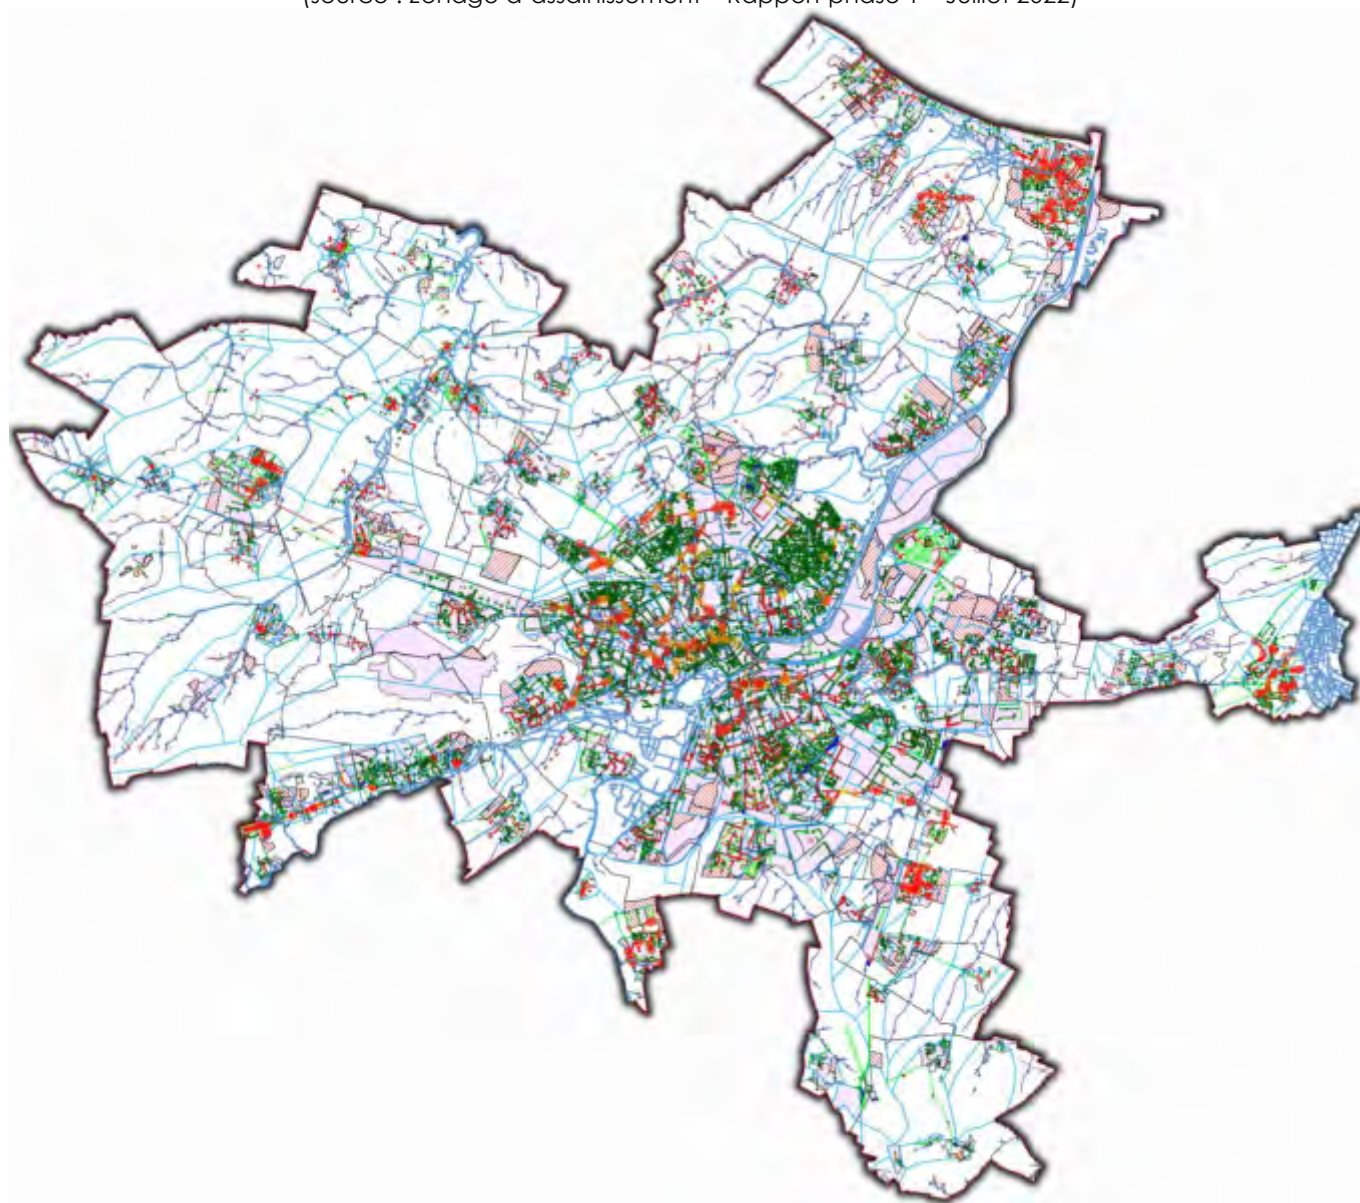 (source : zonage d'assainissement – Rapport phase 1 – Juillet 2022)